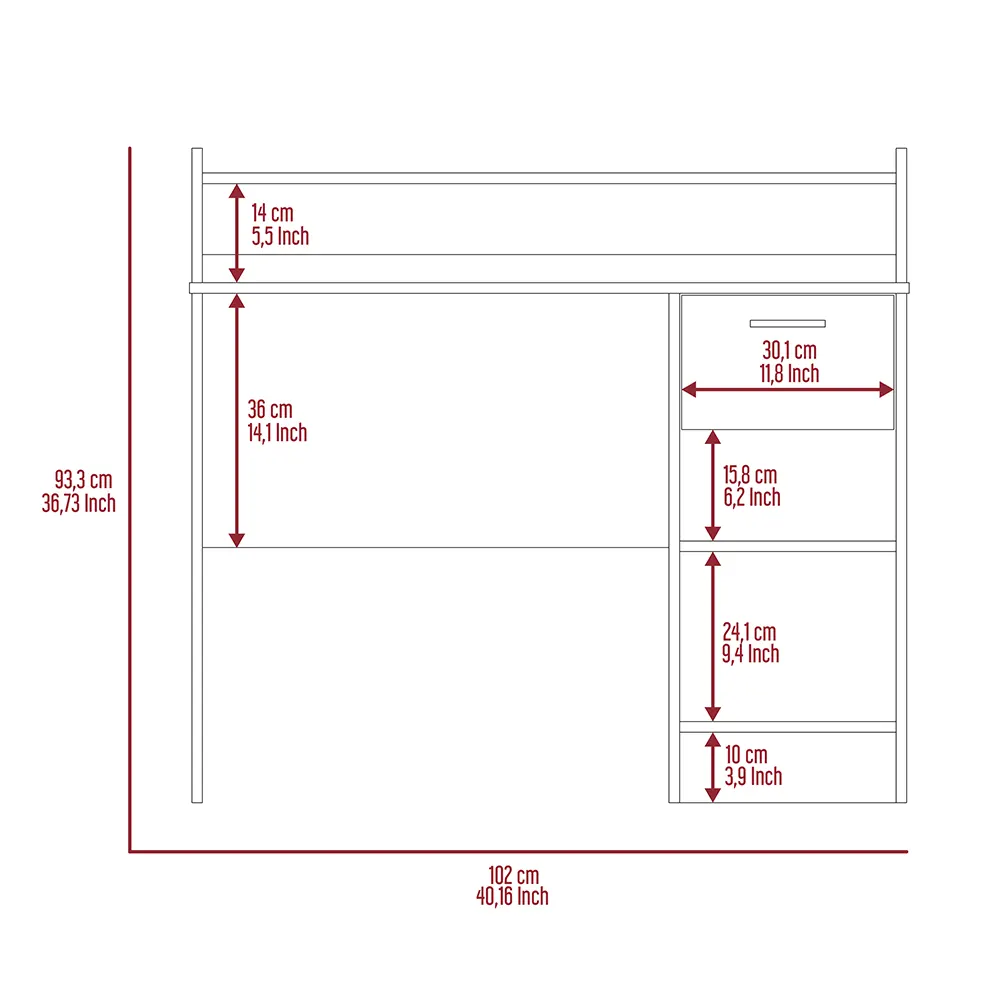 14 cm
5,5 Inch
30,1 cm
11,8 Inch
36 cm
14,1 Inch
93,3 cm
36,73 Inch
15,8 cm
6,2 Inch
24,1 cm
9,4 Inch
10 cm
3,9 Inch
102 cm
40,16 Inch